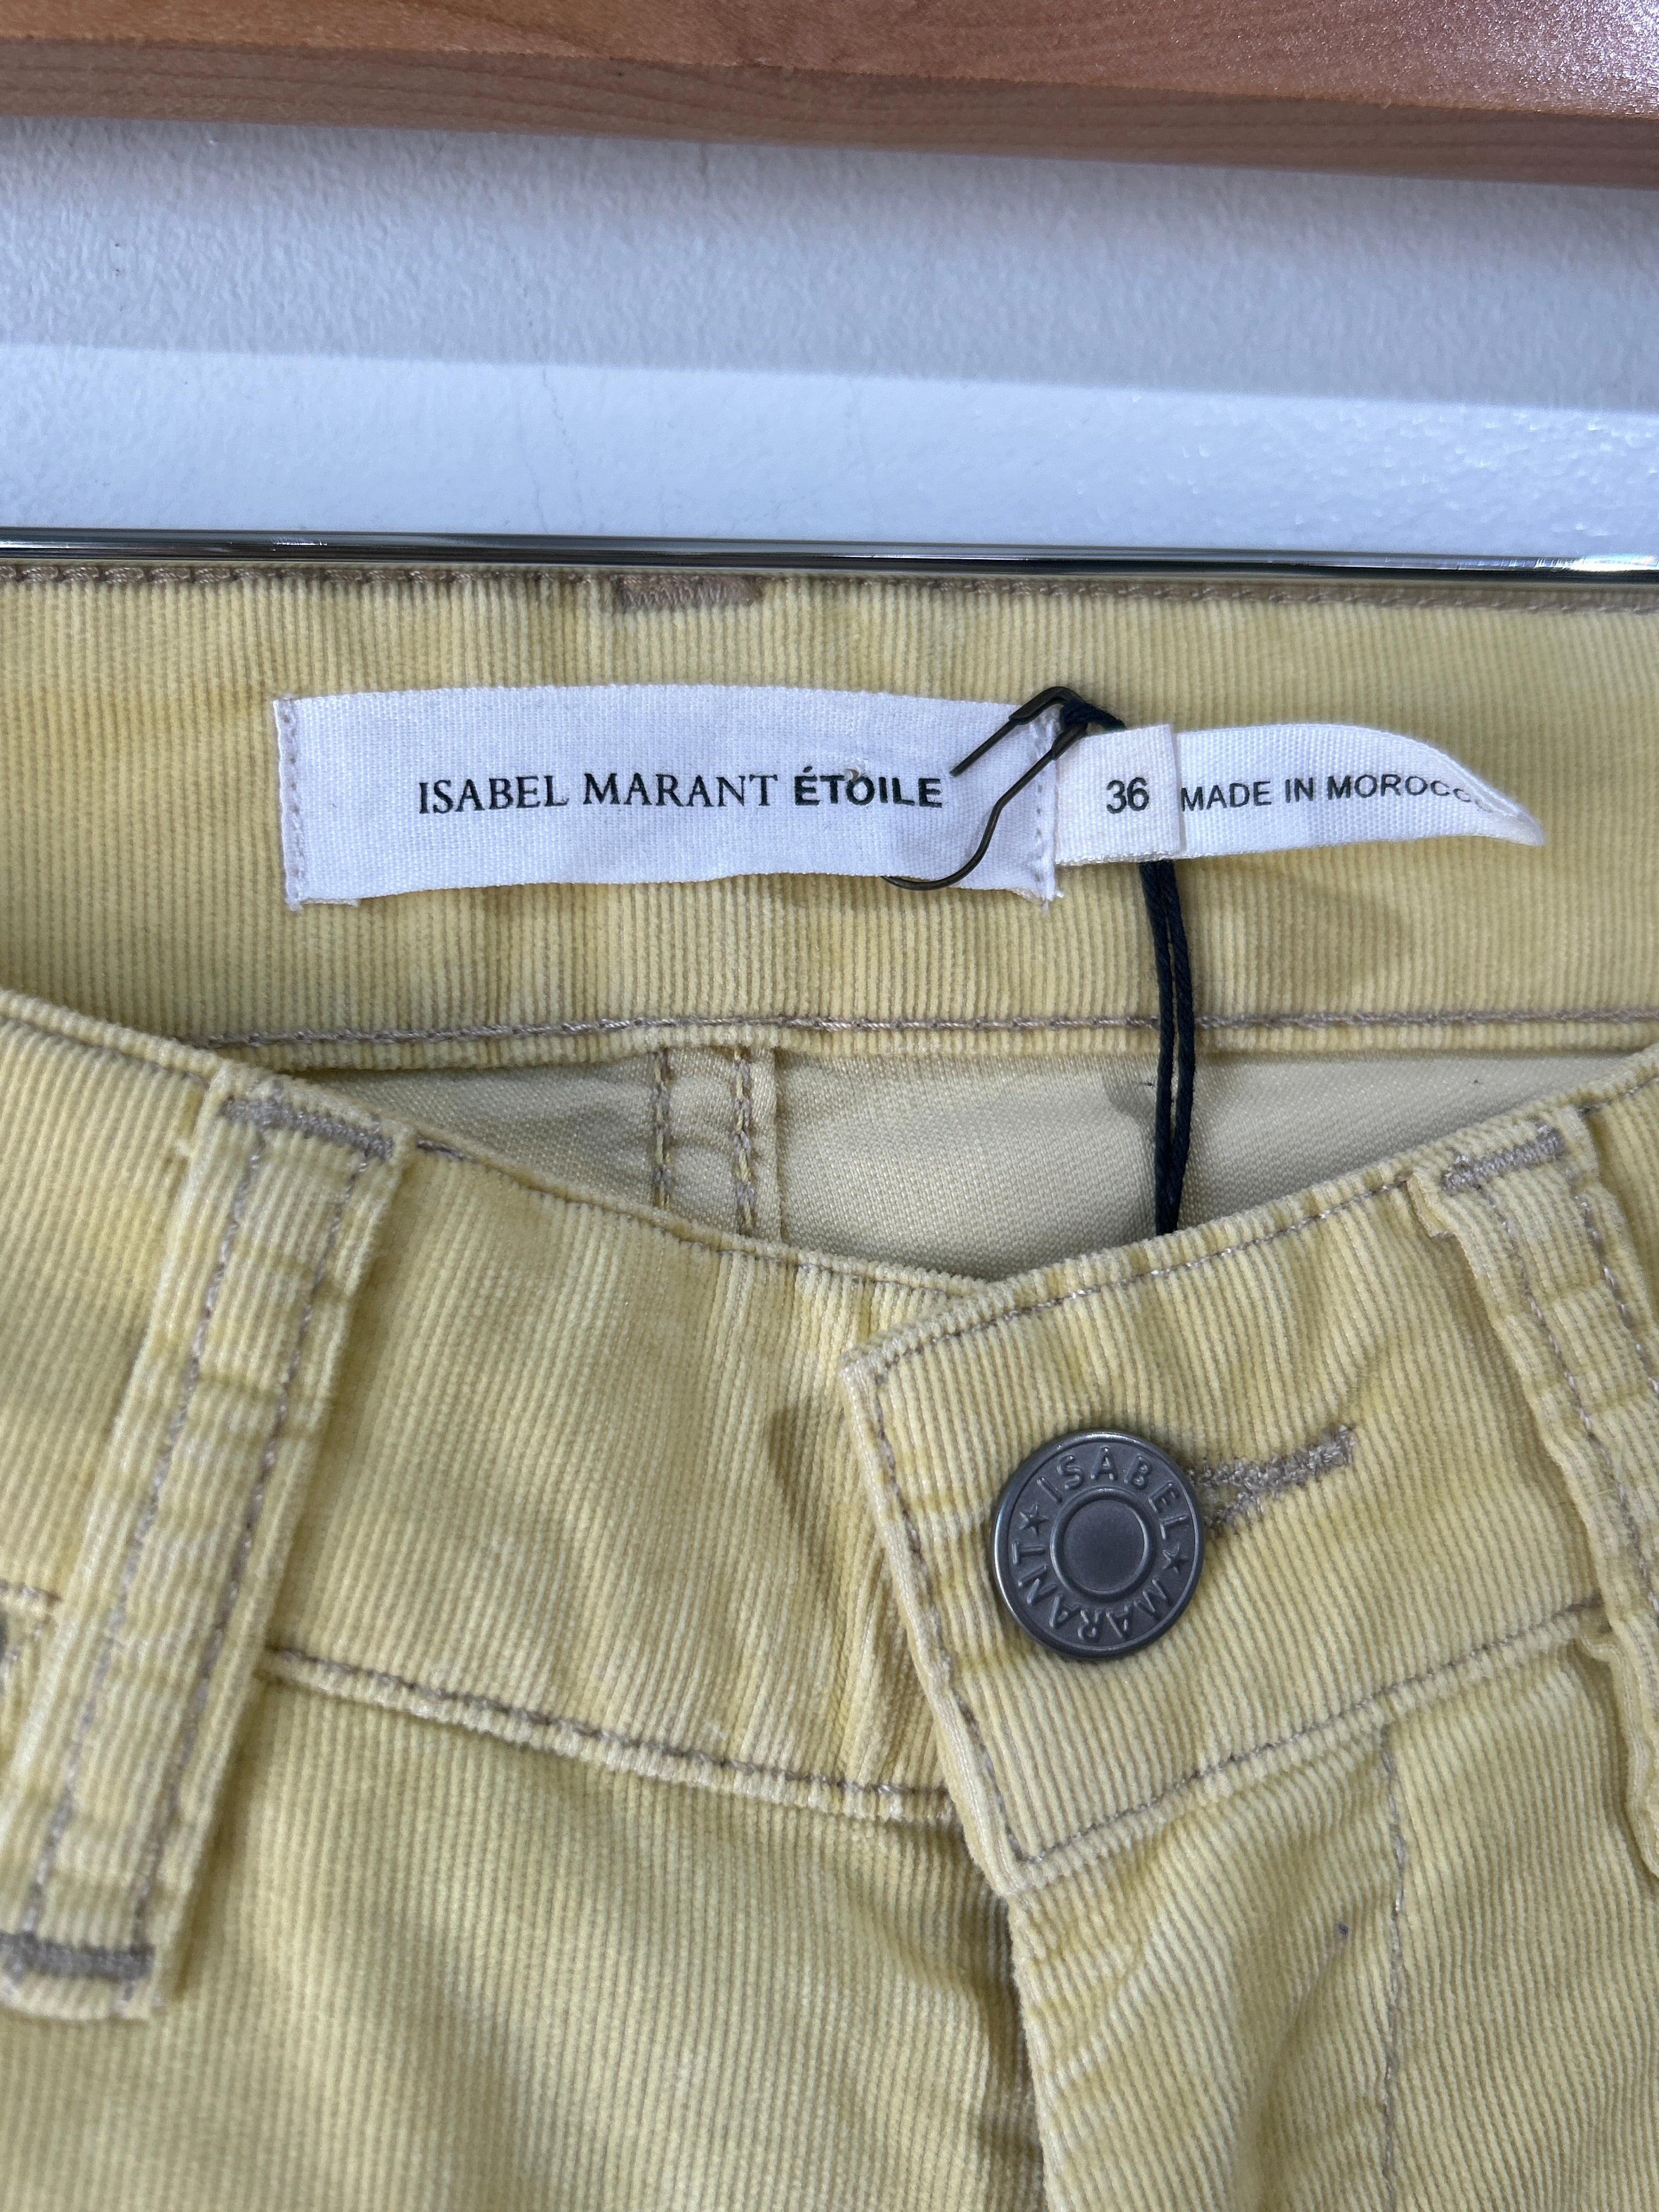 ISABEL MARANT ÉTOILE
36
MADE IN MOROCCO
ISABEL ★ MARANT ★